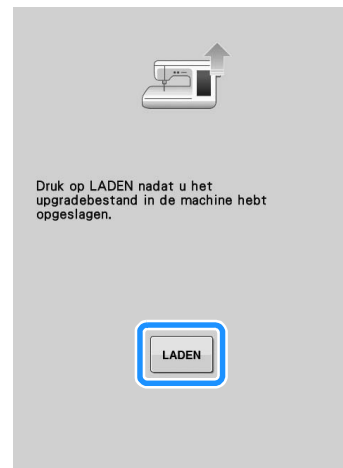 Druk op LADEN nadat u het
upgradebestand in de machine hebt
opgeslagen.
LADEN